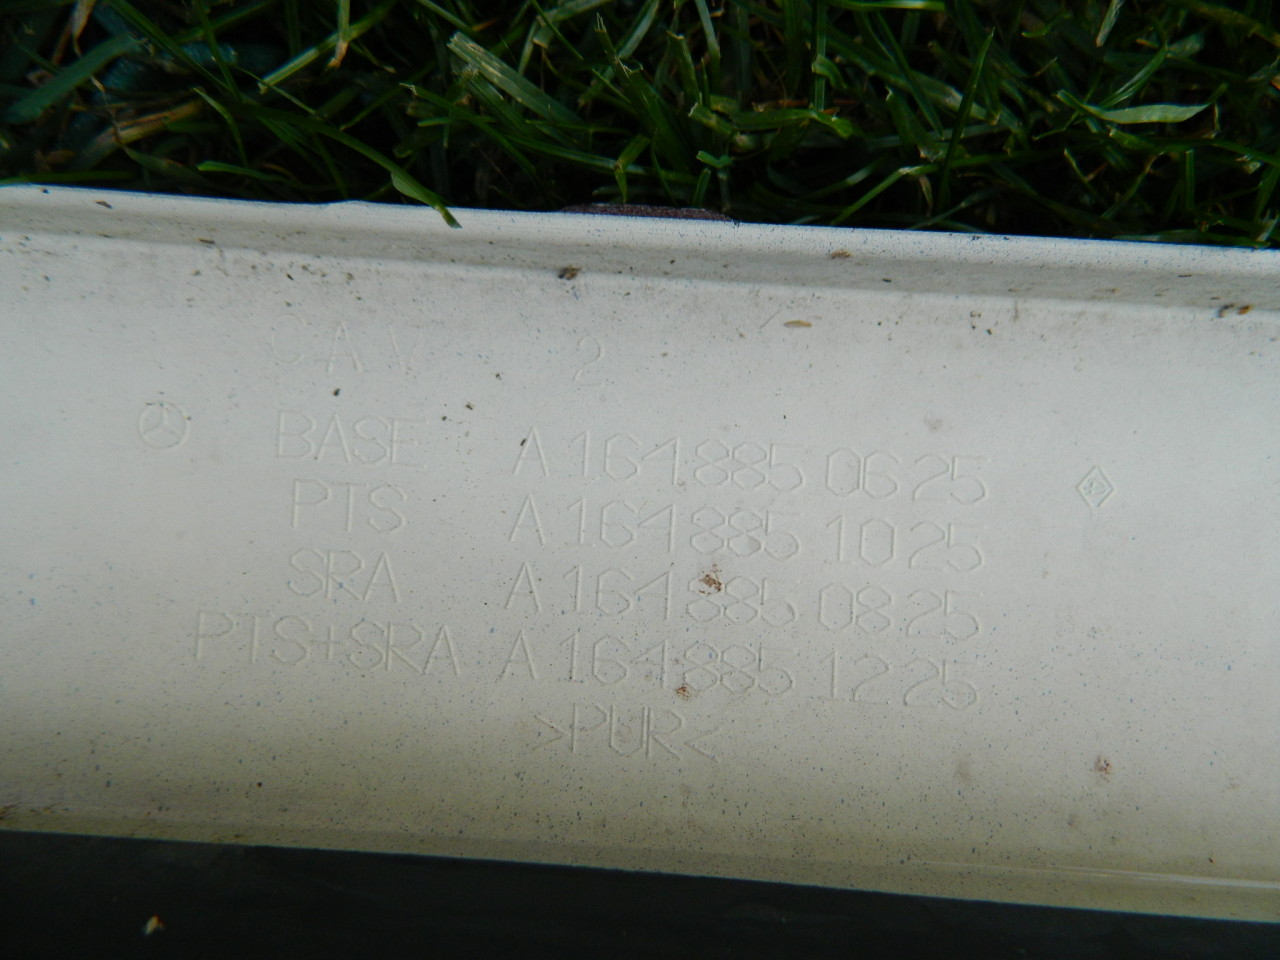 CAV 2
BASE A 164 885 06 25
PTS A 164 885 10 25
SRA A 164 885 08 25
PTS+SRA A 164 885 12 25
>PUR<